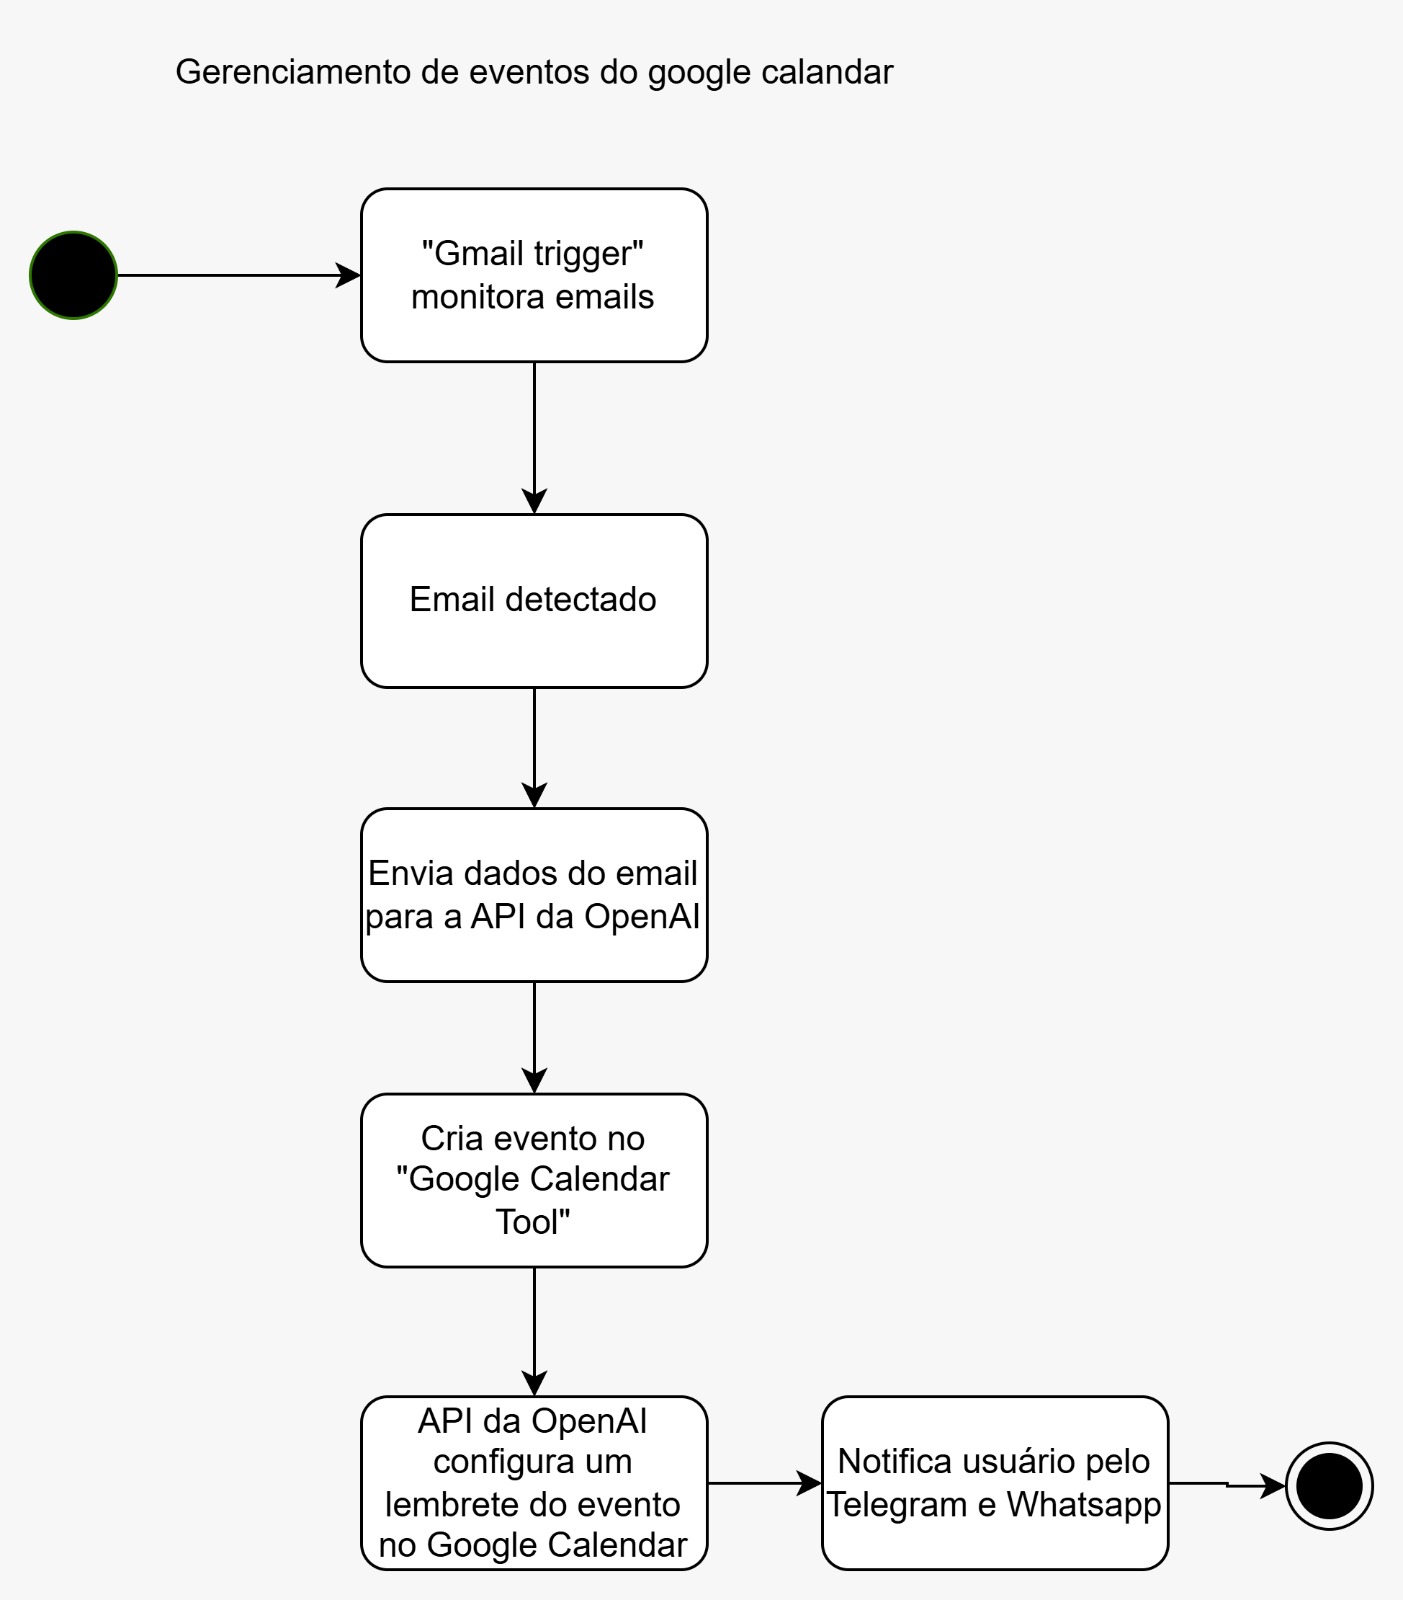 Gerenciamento de eventos do google calandar
"Gmail trigger"
monitora emails
Email detectado
Envia dados do email
para a API da OpenAI
Cria evento no
"Google Calendar
Tool"
API da OpenAI
configura um
lembrete do evento
no Google Calendar
Notifica usuário pelo
Telegram e Whatsapp